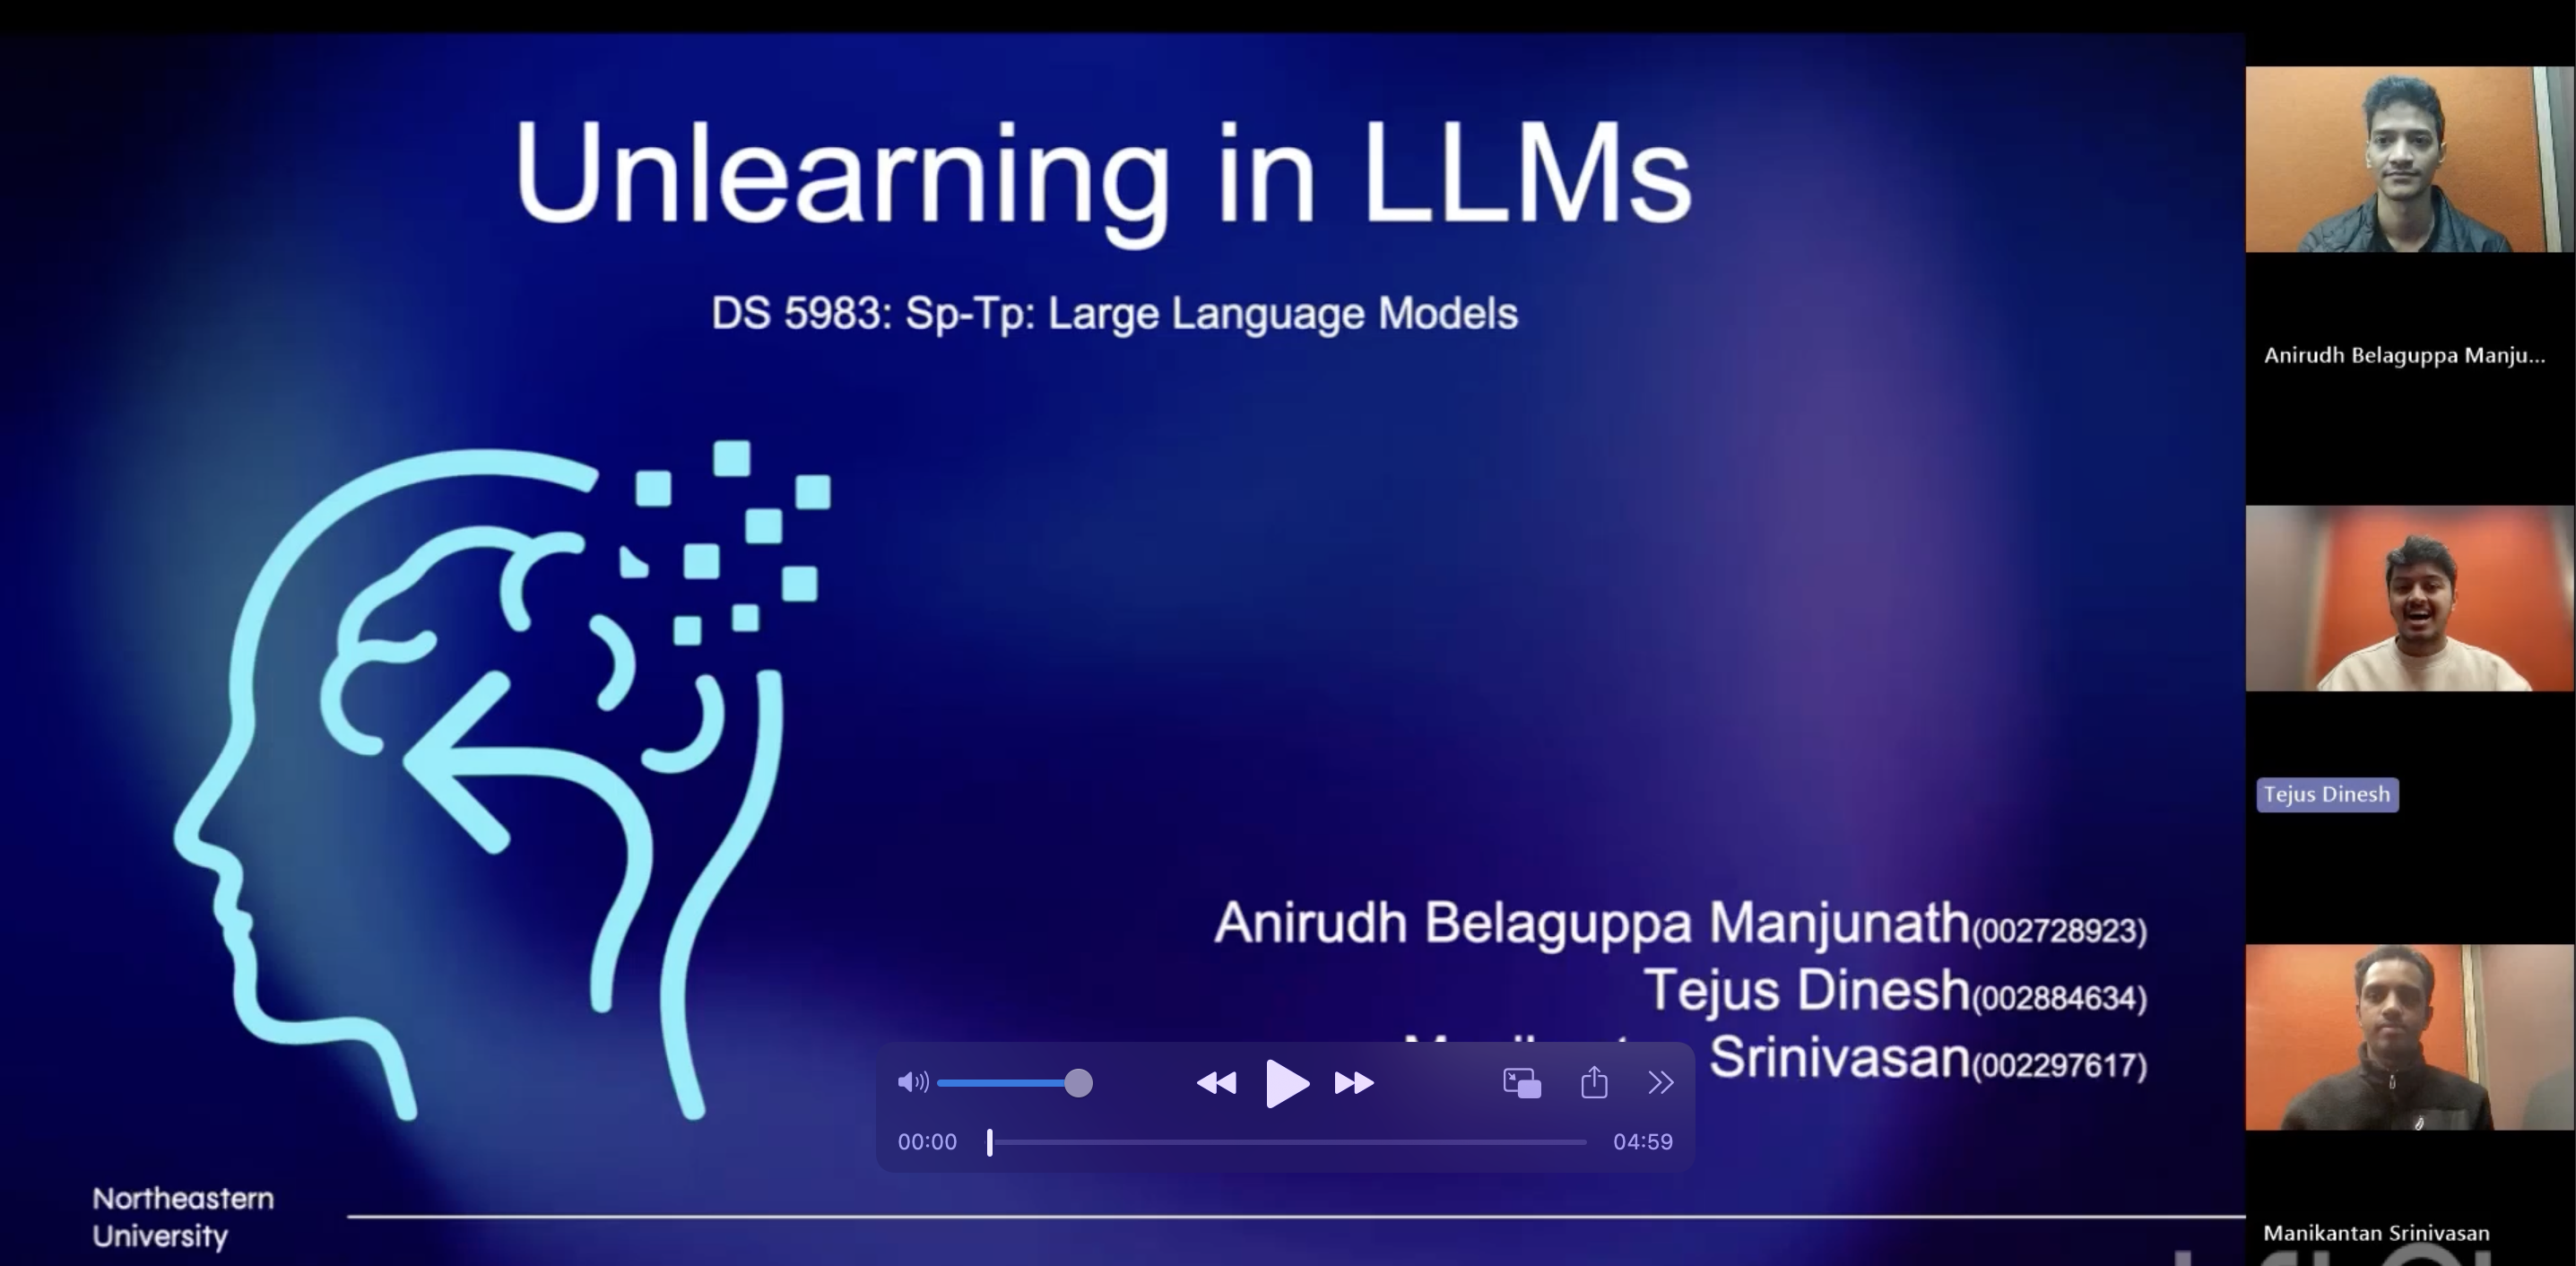 Unlearning in LLMs
DS 5983: Sp-Tp: Large Language Models
Anirudh Belaguppa Manju...
Tejus Dinesh
Anirudh Belaguppa Manjunath(002728923)
Tejus Dinesh(002884634)
Srinivasan(002297617)
00:00
04:59
Northeastern
University
Manikantan Srinivasan